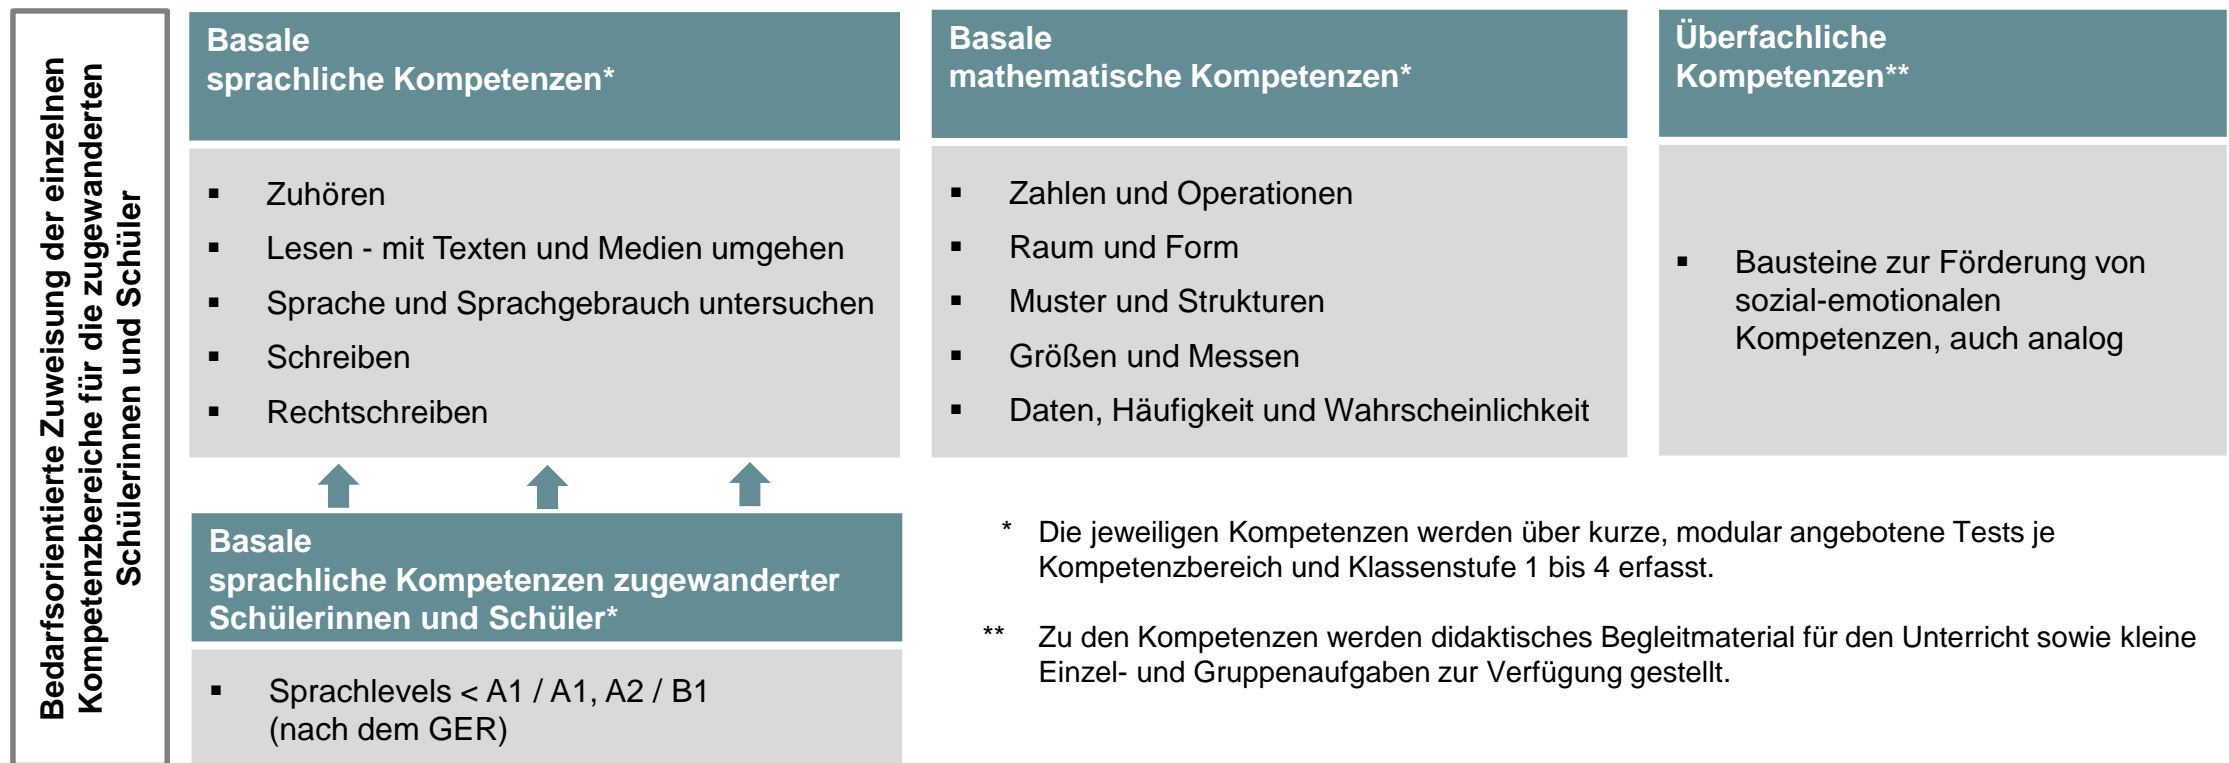 Bedarfsorientierte Zuweisung der einzelnen
Kompetenzbereiche für die zugewanderten
Schülerinnen und Schüler
Basale
sprachliche Kompetenzen*
▪ Zuhören
▪ Lesen - mit Texten und Medien umgehen
▪ Sprache und Sprachgebrauch untersuchen
▪ Schreiben
▪ Rechtschreiben
Basale
mathematische Kompetenzen*
▪ Zahlen und Operationen
▪ Raum und Form
▪ Muster und Strukturen
▪ Größen und Messen
▪ Daten, Häufigkeit und Wahrscheinlichkeit
Überfachliche
Kompetenzen**
▪ Bausteine zur Förderung von
sozial-emotionalen
Kompetenzen, auch analog
Basale
sprachliche Kompetenzen zugewanderter
Schülerinnen und Schüler*
▪ Sprachlevels < A1 / A1, A2 / B1
(nach dem GER)
* Die jeweiligen Kompetenzen werden über kurze, modular angebotene Tests je
Kompetenzbereich und Klassenstufe 1 bis 4 erfasst.
** Zu den Kompetenzen werden didaktisches Begleitmaterial für den Unterricht sowie kleine
Einzel- und Gruppenaufgaben zur Verfügung gestellt.